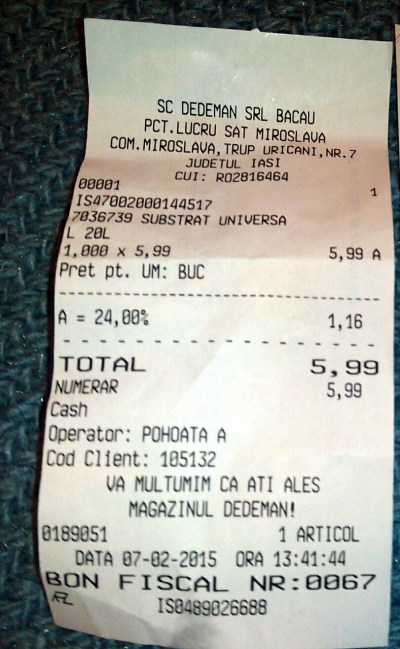 SC DEDEMAN SRL BACAU
PCT.LUCRU SAT MIROSLAVA
COM.MIROSLAVA,TRUP URICANI,NR.7
JUDETUL IASI
CUI: RO2816464
00001 1
IS47002000144517
7036739 SUBSTRAT UNIVERSA
L 20L
1,000 x 5,99 5,99 A
Pret pt. UM: BUC
A = 24,00% 1,16
TOTAL 5,99
NUMERAR 5,99
Cash
Operator: POHOATA A
Cod Client: 105132
VA MULTUMIM CA ATI ALES
MAGAZINUL DEDEMAN!
0189051 1 ARTICOL
DATA 07-02-2015 ORA 13:41:44
BON FISCAL NR:0067
IS0489026688